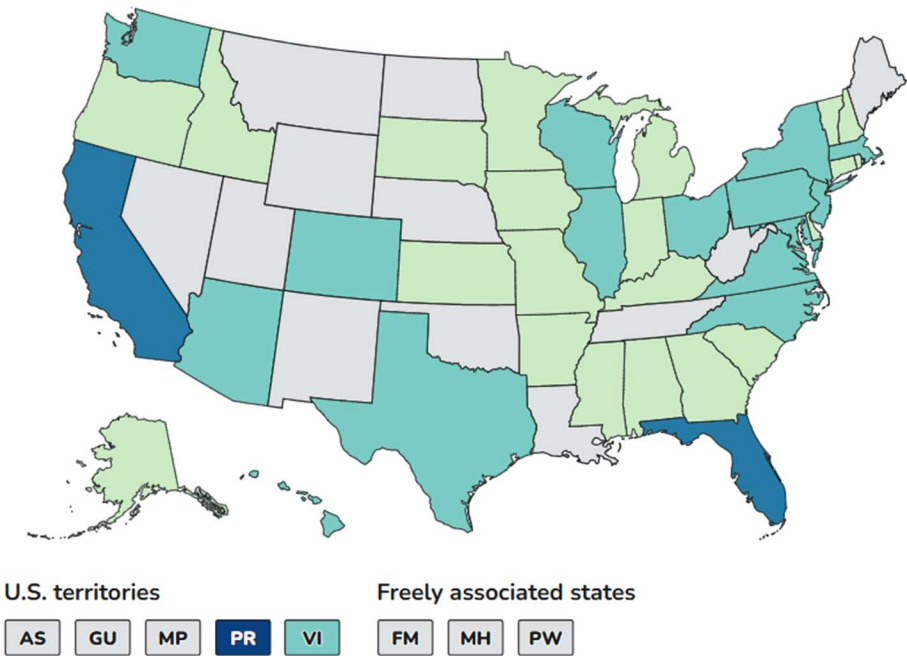 U.S. territories
Freely associated states
AS GU MP PR VI
FM MH PW